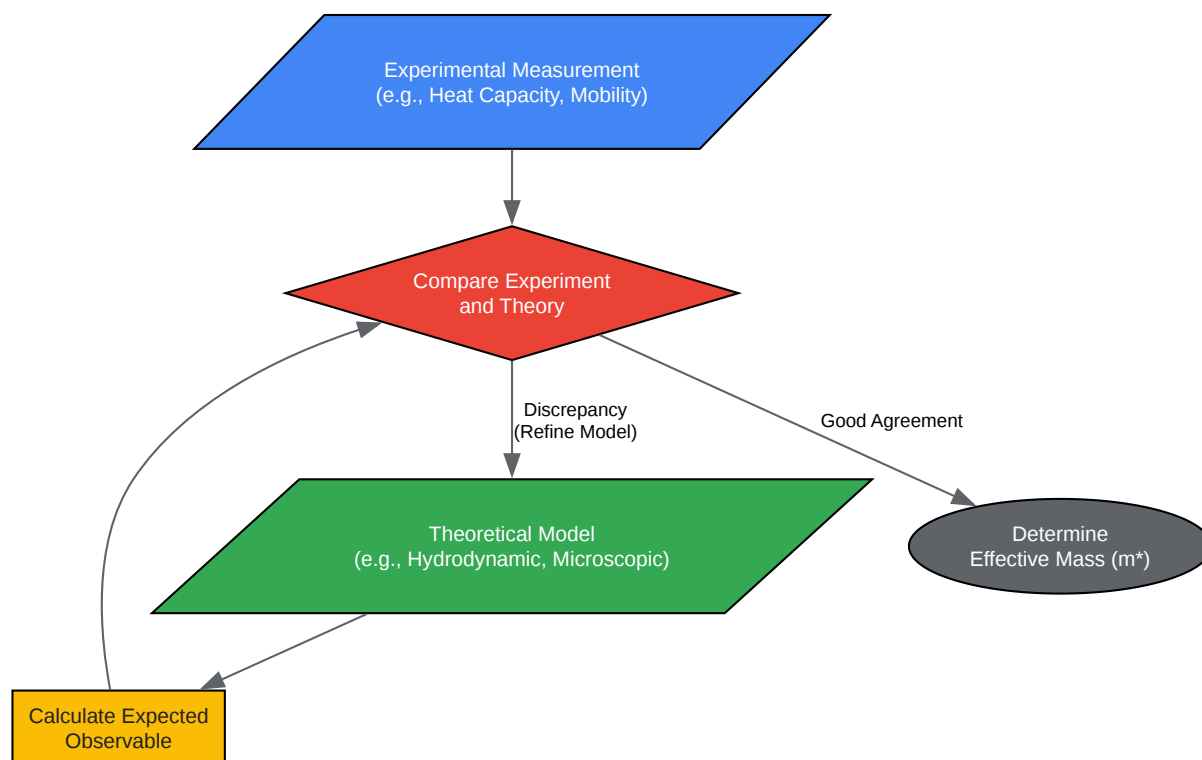 Experimental Measurement
(e.g., Heat Capacity, Mobility)
Compare Experiment
and Theory
Discrepancy
(Refine Model)
Good Agreement
Theoretical Model
(e.g., Hydrodynamic, Microscopic)
Determine
Effective Mass (m*)
Calculate Expected
Observable